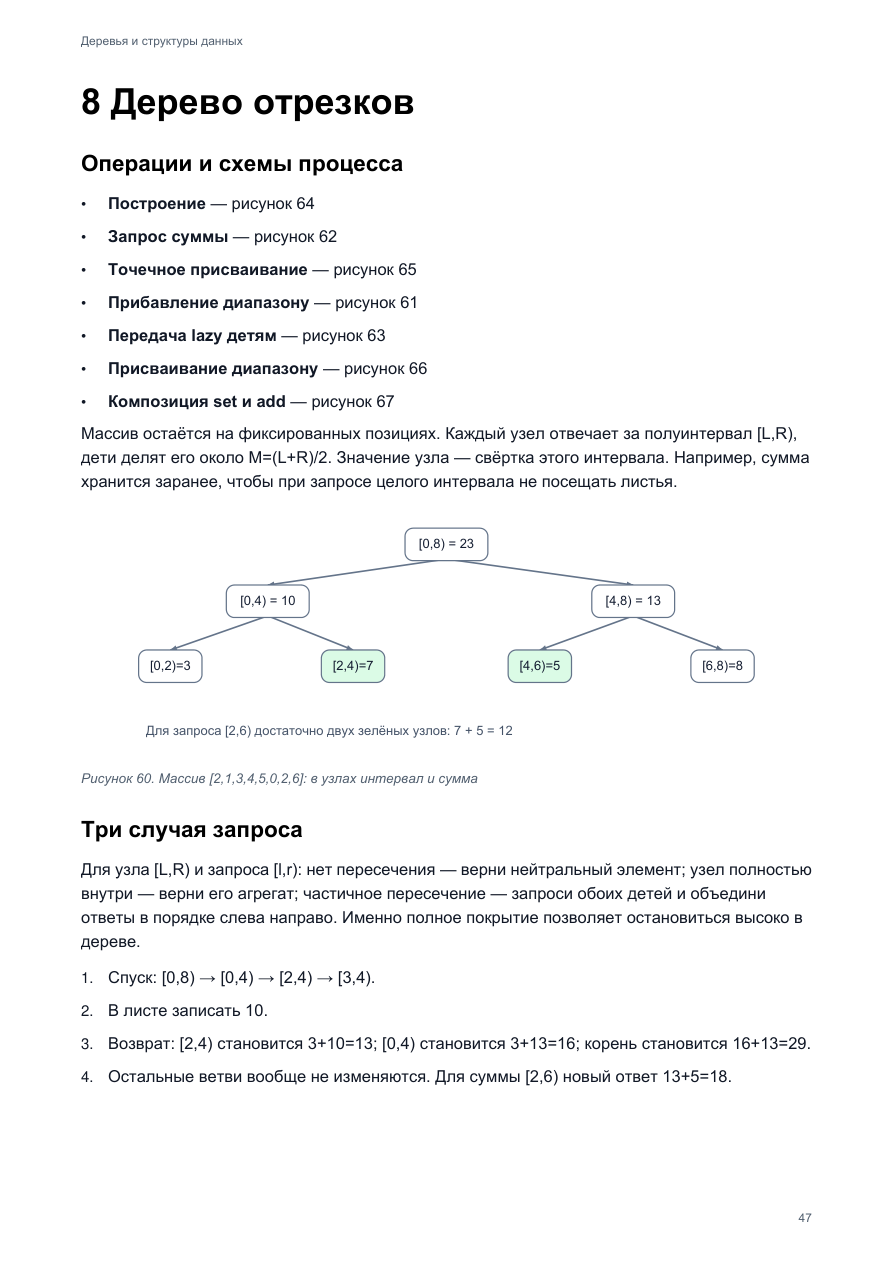 Деревья и структуры данных
8 Дерево отрезков
Операции и схемы процесса
• Построение — рисунок 64
• Запрос суммы — рисунок 62
• Точечное присваивание — рисунок 65
• Прибавление диапазону — рисунок 61
• Передача lazy детям — рисунок 63
• Присваивание диапазону — рисунок 66
• Композиция set и add — рисунок 67
Массив остаётся на фиксированных позициях. Каждый узел отвечает за полуинтервал [L,R),
дети делят его около M=(L+R)/2. Значение узла — свёртка этого интервала. Например, сумма
хранится заранее, чтобы при запросе целого интервала не посещать листья.
[0,8) = 23
[0,4) = 10
[4,8) = 13
[0,2)=3
[2,4)=7
[4,6)=5
[6,8)=8
Для запроса [2,6) достаточно двух зелёных узлов: 7 + 5 = 12
Рисунок 60. Массив [2,1,3,4,5,0,2,6]: в узлах интервал и сумма
Три случая запроса
Для узла [L,R) и запроса [l,r): нет пересечения — верни нейтральный элемент; узел полностью
внутри — верни его агрегат; частичное пересечение — запроси обоих детей и объедини
ответы в порядке слева направо. Именно полное покрытие позволяет остановиться высоко в
дереве.
1. Спуск: [0,8) → [0,4) → [2,4) → [3,4).
2. В листе записать 10.
3. Возврат: [2,4) становится 3+10=13; [0,4) становится 3+13=16; корень становится 16+13=29.
4. Остальные ветви вообще не изменяются. Для суммы [2,6) новый ответ 13+5=18.
47